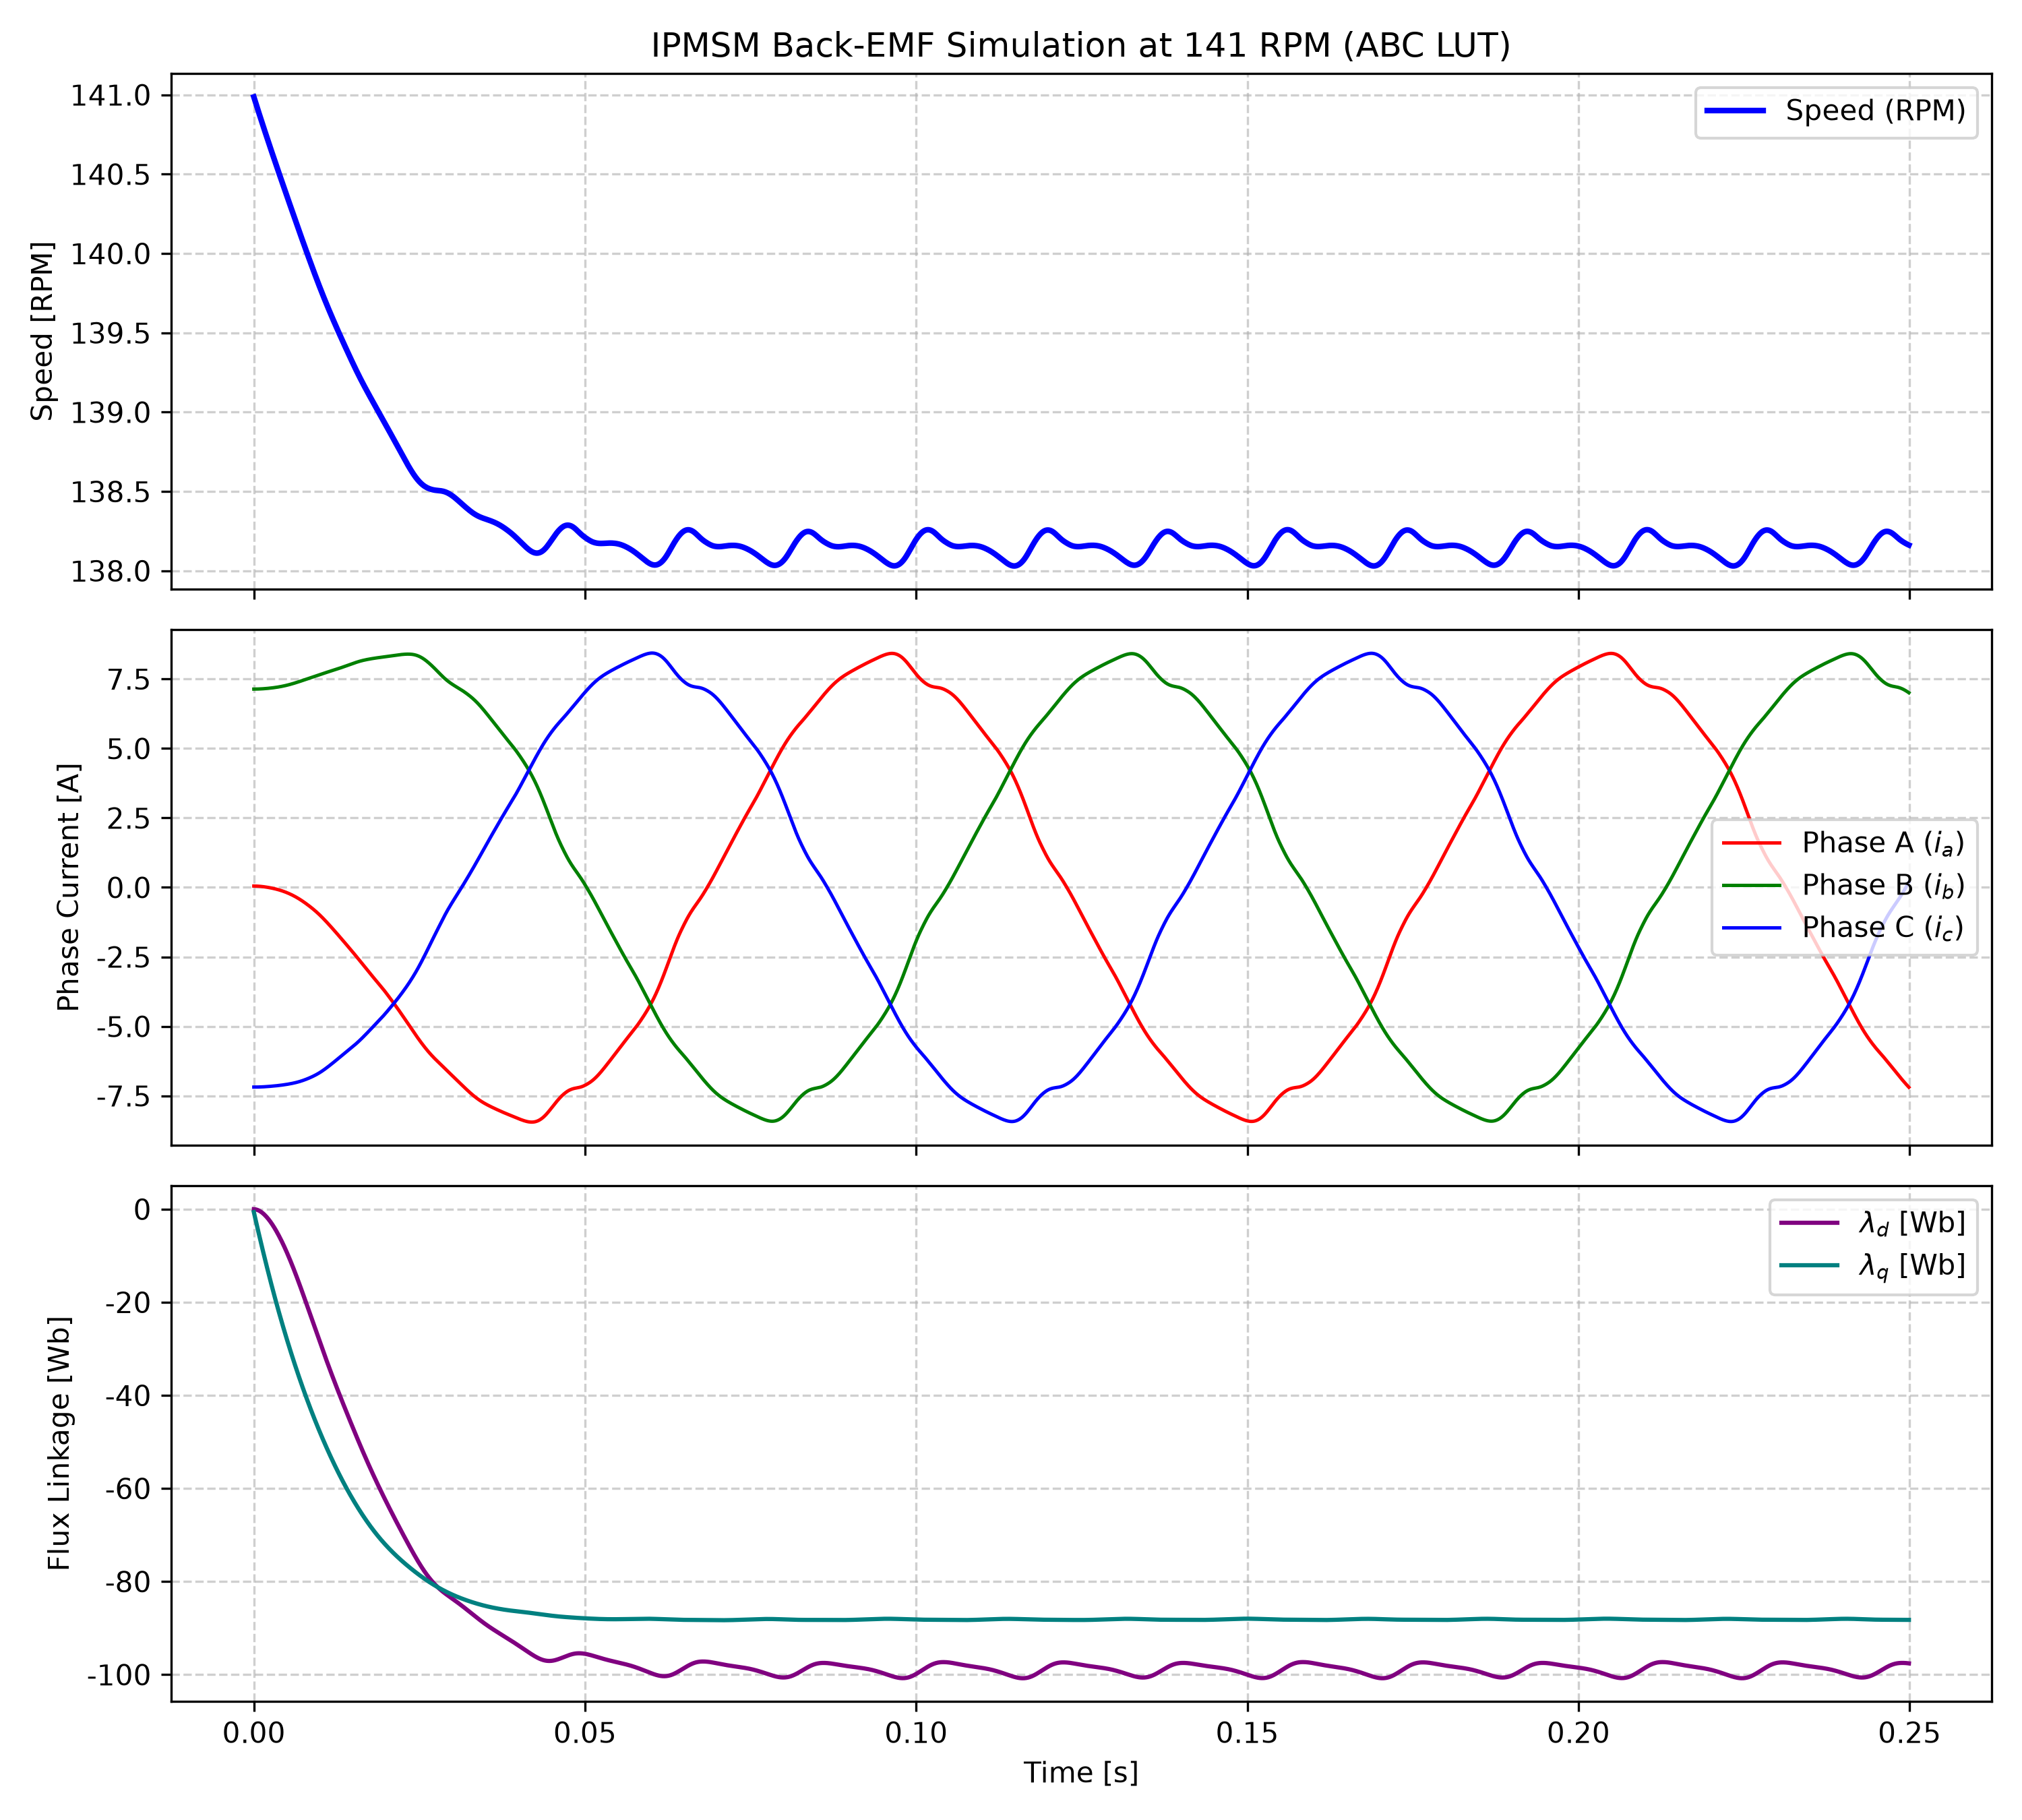 IPMSM Back-EMF Simulation at 141 RPM (ABC LUT)
Speed [RPM]
141.0
140.5
140.0
139.5
139.0
138.5
138.0
Speed (RPM)
Phase Current [A]
7.5
5.0
2.5
0.0
-2.5
-5.0
-7.5
Phase A (i_a)
Phase B (i_b)
Phase C (i_c)
Flux Linkage [Wb]
0
-20
-40
-60
-80
-100
λ_d [Wb]
λ_q [Wb]
0.00 0.05 0.10 0.15 0.20 0.25
Time [s]